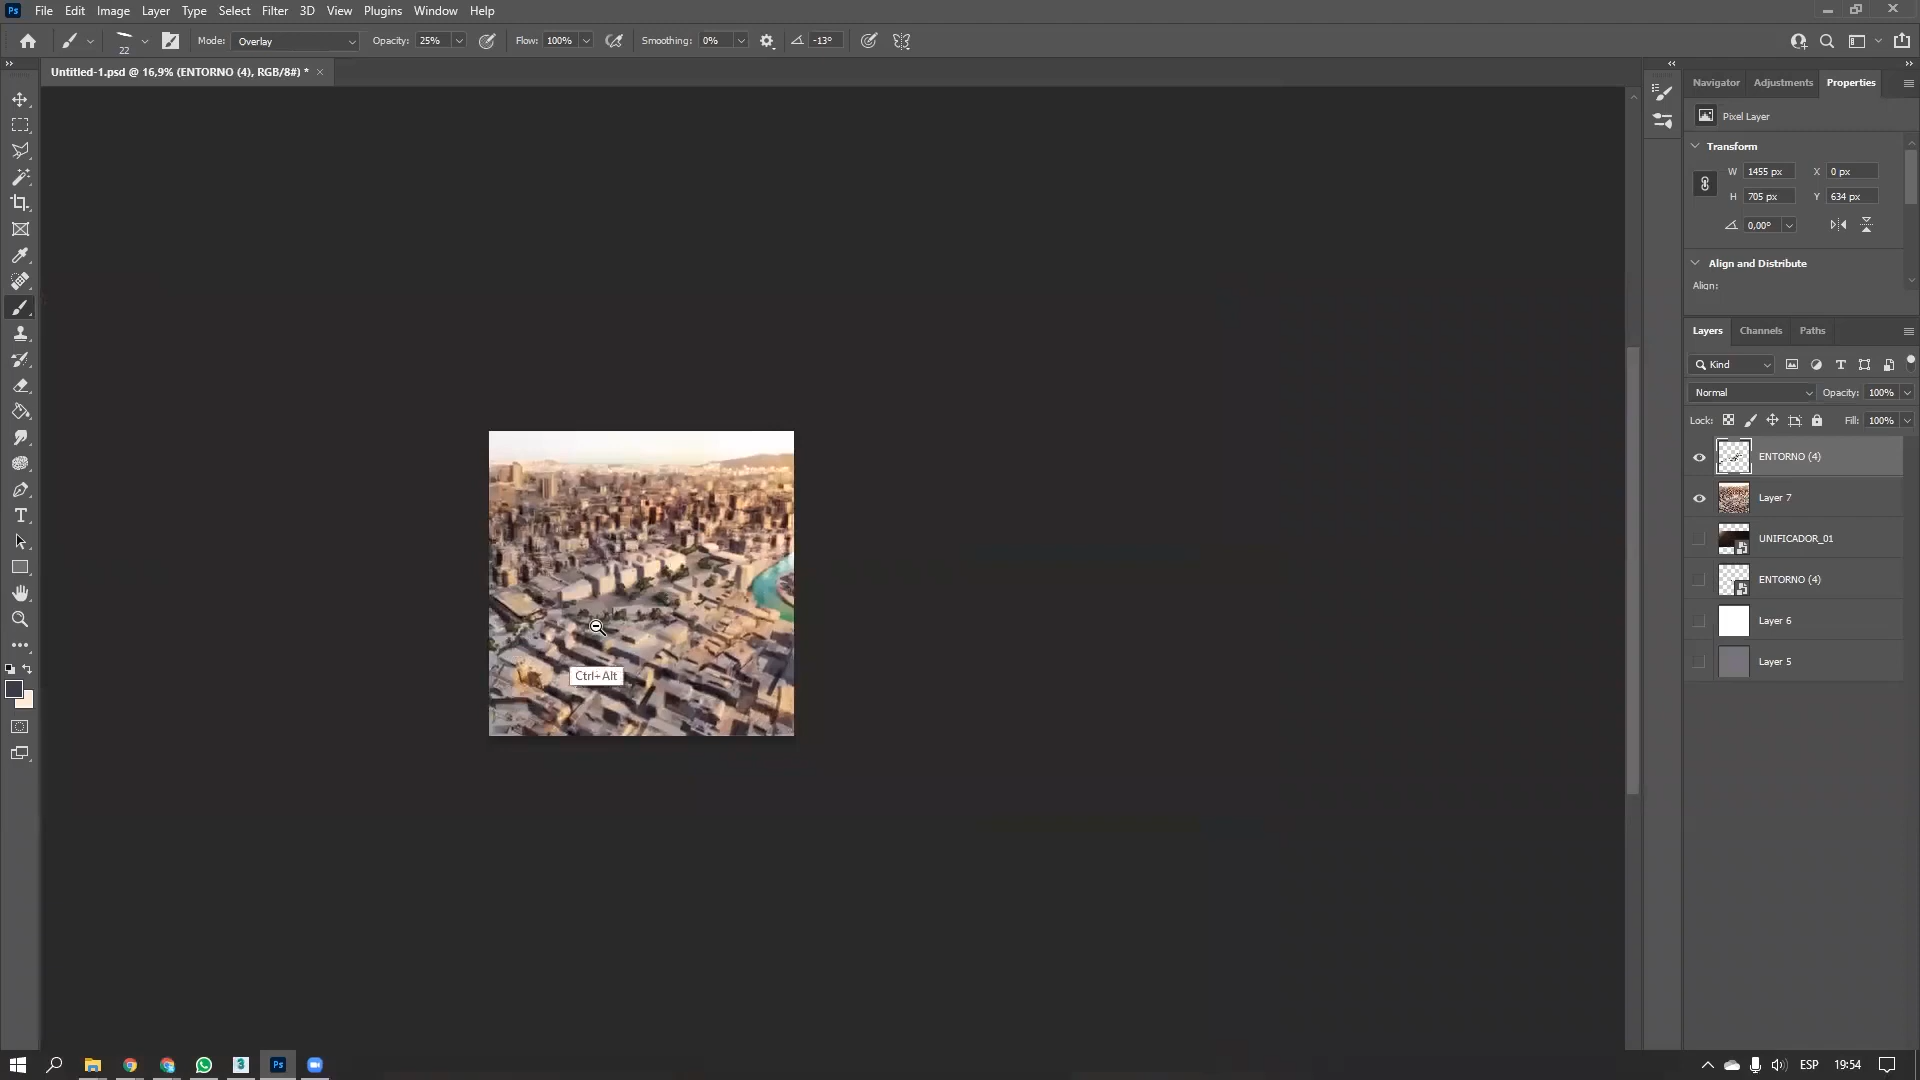 Ps File Edit Image Layer Type Select Filter 3D View Plugins Window Help
22 Mode: Overlay Opacity: 25% Flow: 100% Smoothing: 0% -13°
Untitled-1.psd @ 16,9% (ENTORNO (4), RGB/8#) * ×
Navigator Adjustments Properties
Pixel Layer
Transform
W 1455 px X 0 px
H 705 px Y 634 px
0,00°
Align and Distribute
Align:
Layers Channels Paths
Kind
Normal Opacity: 100%
Lock: Fill: 100%
ENTORNO (4)
Layer 7
UNIFICADOR_01
ENTORNO (4)
Layer 6
Layer 5
Ctrl+Alt
3 Ps ESP 19:54